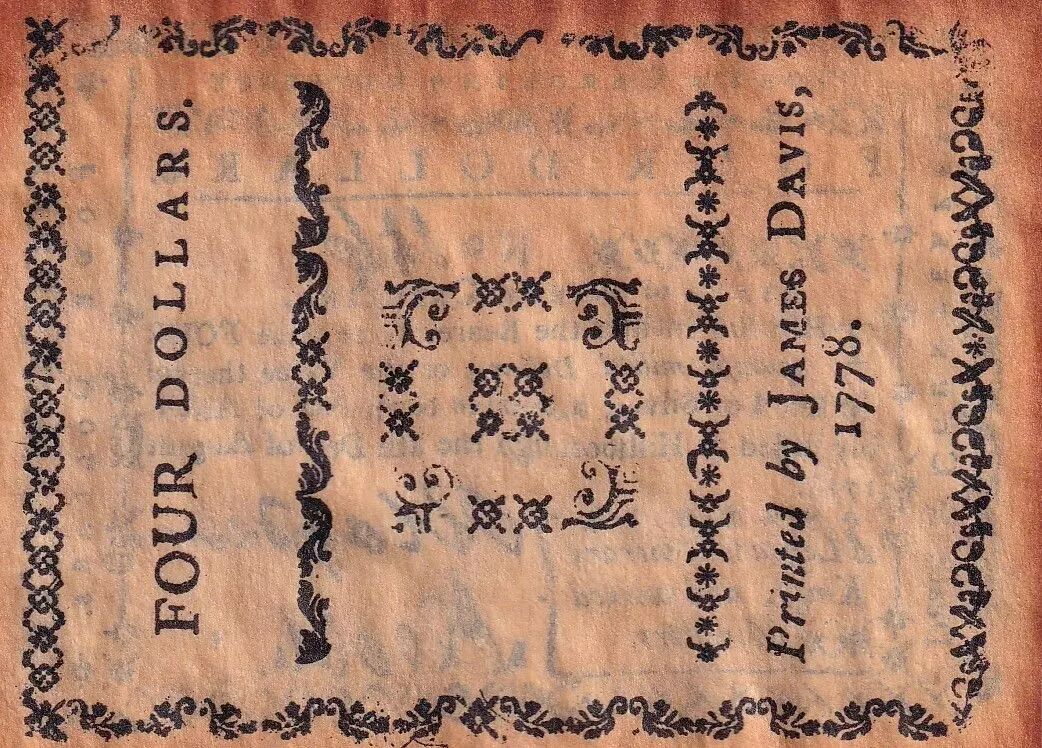 FOUR DOLLARS.
Printed by JAMES DAVIS,
1778.